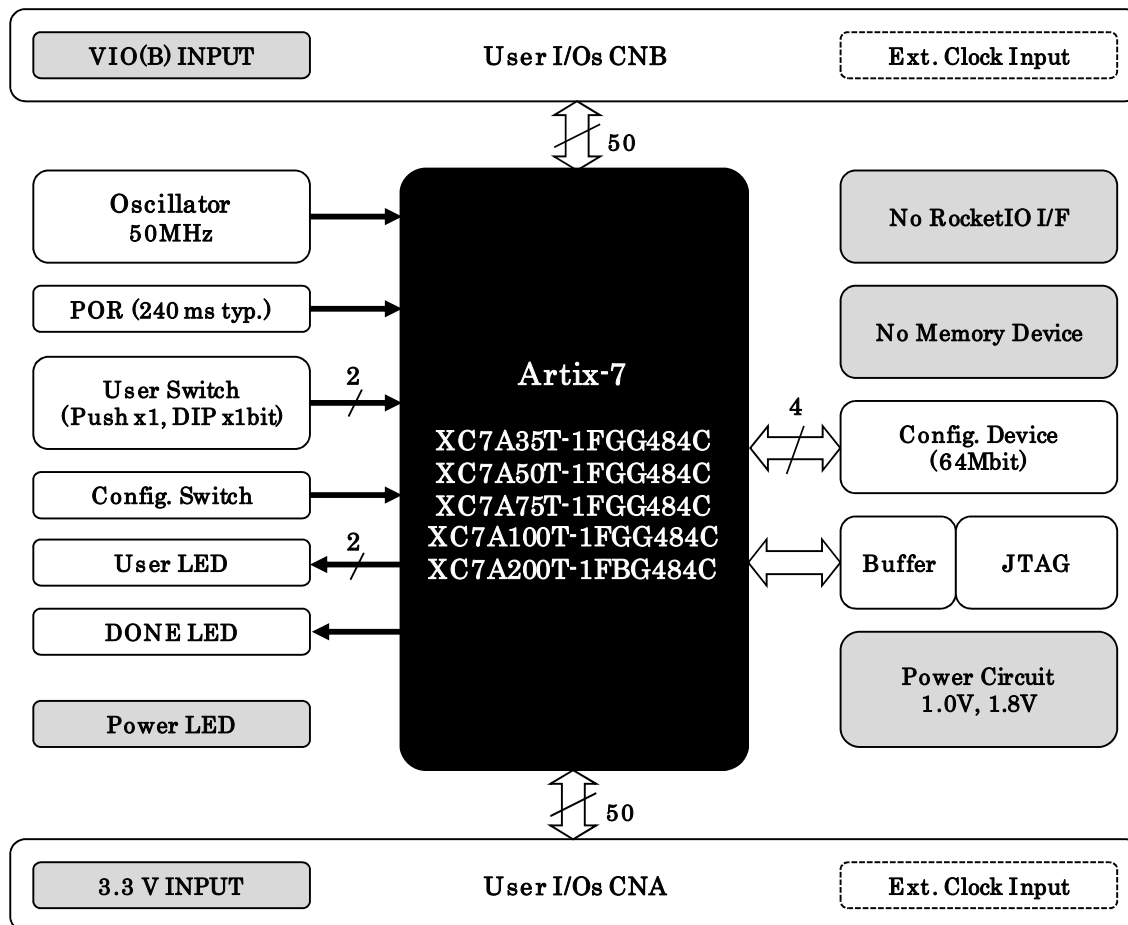 VIO(B) INPUT
User I/Os CNB
Ext. Clock Input
50
Oscillator
50MHz
POR (240 ms typ.)
User Switch
(Push x1, DIP x1bit)
2
Config. Switch
User LED
2
DONE LED
Power LED
Artix-7
XC7A35T-1FGG484C
XC7A50T-1FGG484C
XC7A75T-1FGG484C
XC7A100T-1FGG484C
XC7A200T-1FBG484C
No RocketIO I/F
No Memory Device
4
Config. Device
(64Mbit)
Buffer
JTAG
Power Circuit
1.0V, 1.8V
50
3.3 V INPUT
User I/Os CNA
Ext. Clock Input